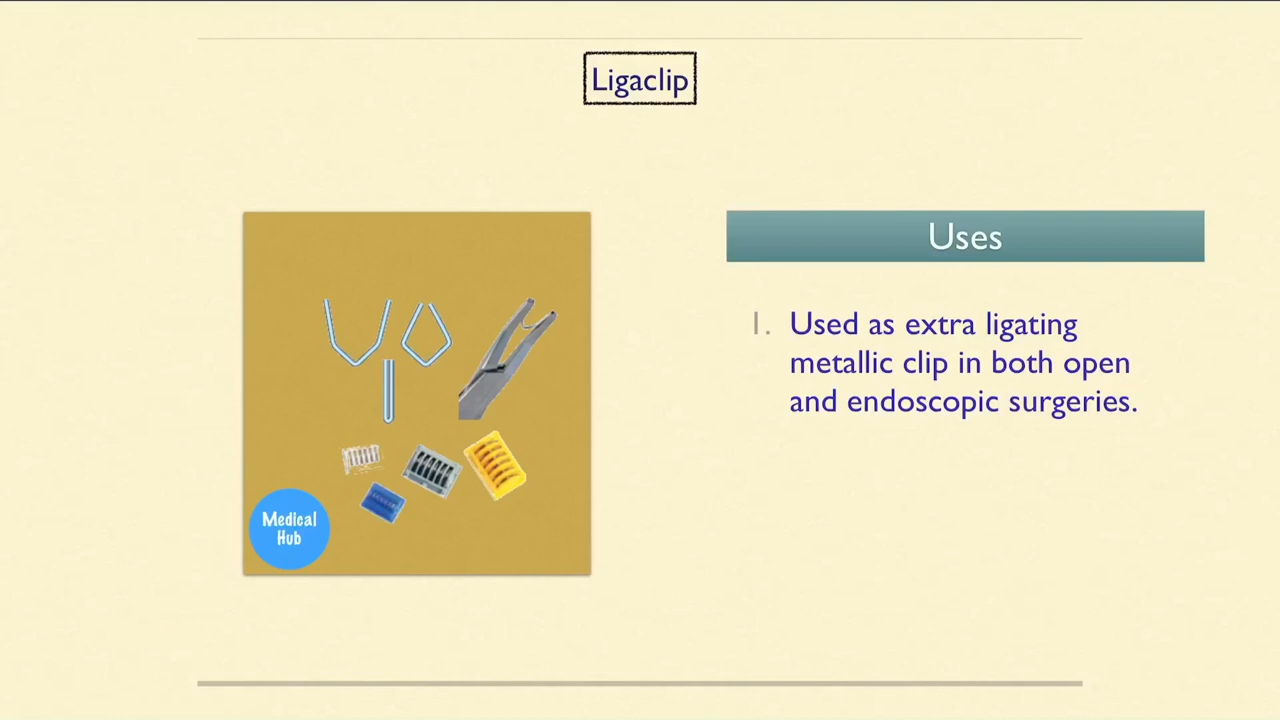 Ligaclip
Medical
Hub
Uses
1. Used as extra ligating
metallic clip in both open
and endoscopic surgeries.